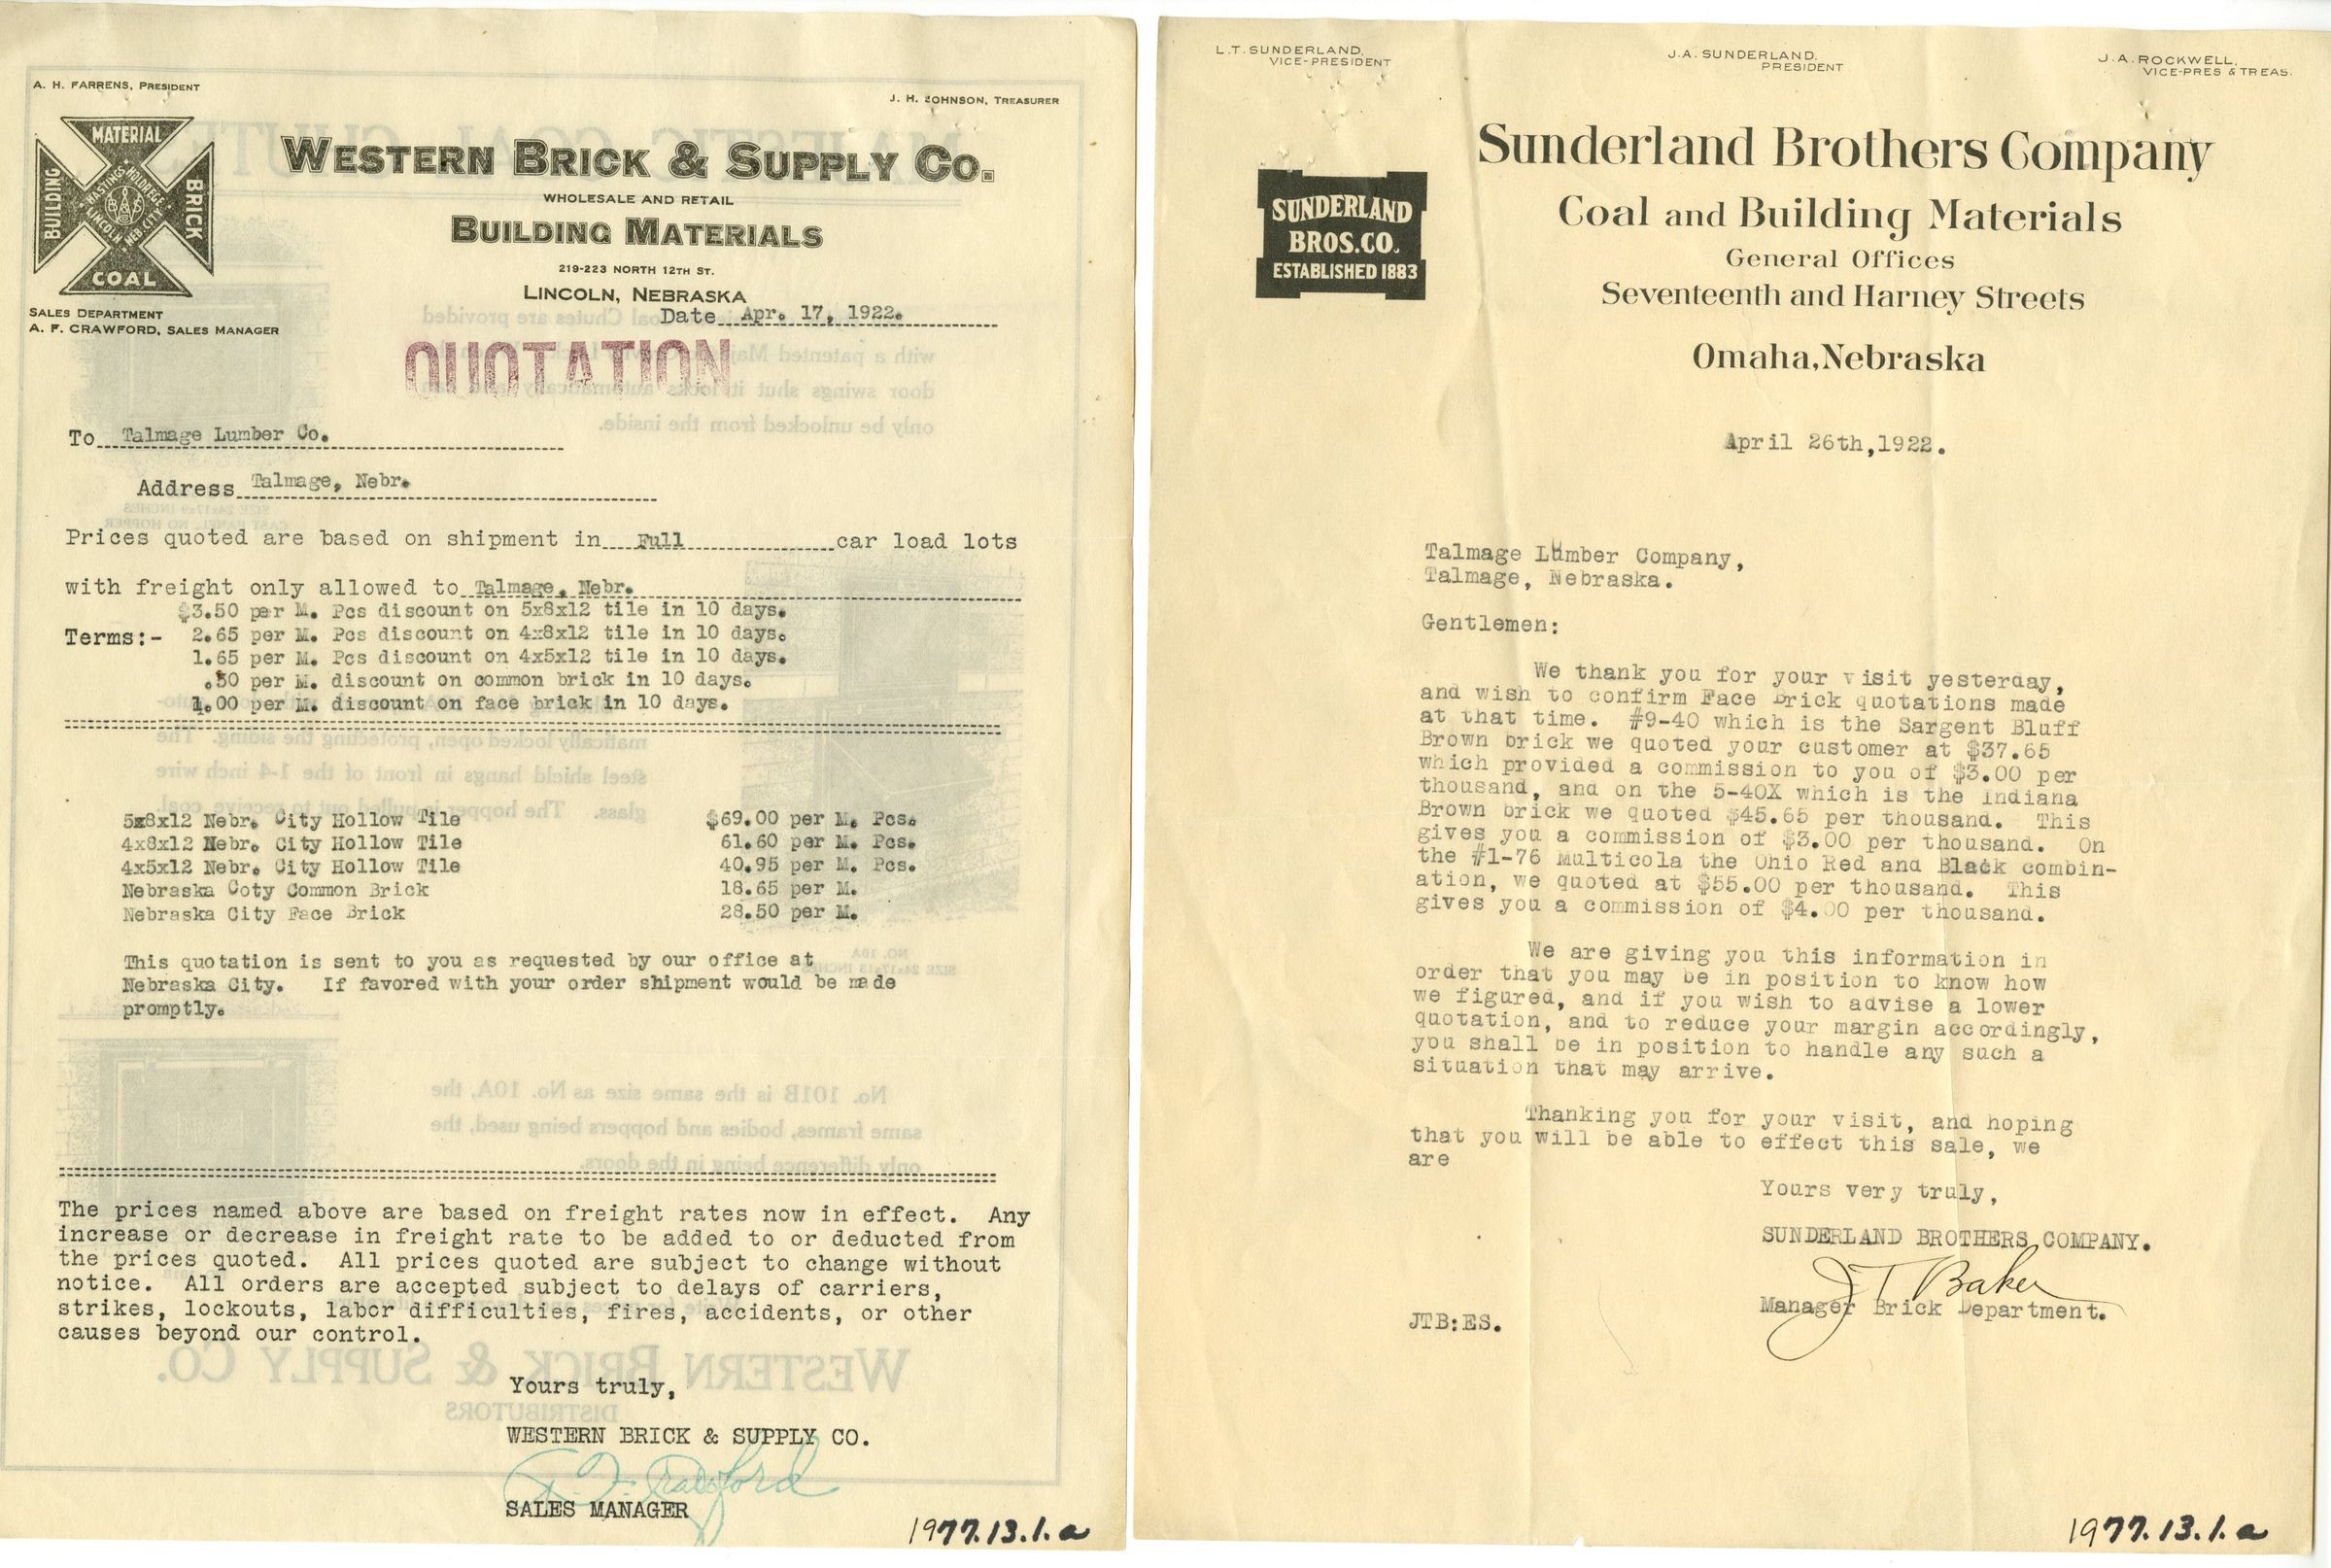 A. H. FARRENS, PRESIDENT
J. H. JOHNSON, TREASURER
MATERIAL
BUILDING
BRICK
COAL
HASTINGS HOLDREGE
LINCOLN NEB. CITY
WESTERN BRICK & SUPPLY CO.
WHOLESALE AND RETAIL
BUILDING MATERIALS
219-223 NORTH 12TH ST.
LINCOLN, NEBRASKA
SALES DEPARTMENT
A. F. CRAWFORD, SALES MANAGER
Date Apr. 17, 1922.
QUOTATION
To Talmage Lumber Co.
Address Talmage, Nebr.
Prices quoted are based on shipment in Full car load lots
with freight only allowed to Talmage, Nebr.
$3.50 per M. Pcs discount on 5x8x12 tile in 10 days.
Terms:- 2.65 per M. Pcs discount on 4x8x12 tile in 10 days.
1.65 per M. Pcs discount on 4x5x12 tile in 10 days.
.50 per M. discount on common brick in 10 days.
1.00 per M. discount on face brick in 10 days.
5x8x12 Nebr. City Hollow Tile $69.00 per M. Pcs.
4x8x12 Nebr. City Hollow Tile 61.60 per M. Pcs.
4x5x12 Nebr. City Hollow Tile 40.95 per M. Pcs.
Nebraska Coty Common Brick 18.65 per M.
Nebraska City Face Brick 28.50 per M.
This quotation is sent to you as requested by our office at
Nebraska City. If favored with your order shipment would be made
promptly.
The prices named above are based on freight rates now in effect. Any
increase or decrease in freight rate to be added to or deducted from
the prices quoted. All prices quoted are subject to change without
notice. All orders are accepted subject to delays of carriers,
strikes, lockouts, labor difficulties, fires, accidents, or other
causes beyond our control.
Yours truly,
WESTERN BRICK & SUPPLY CO.
A. F. Crawford
SALES MANAGER
1977.13.1.a
L.T. SUNDERLAND,
VICE-PRESIDENT
J.A. SUNDERLAND,
PRESIDENT
J.A. ROCKWELL,
VICE-PRES & TREAS.
SUNDERLAND
BROS. CO.
ESTABLISHED 1883
Sunderland Brothers Company
Coal and Building Materials
General Offices
Seventeenth and Harney Streets
Omaha, Nebraska
April 26th, 1922.
Talmage Lumber Company,
Talmage, Nebraska.
Gentlemen:
We thank you for your visit yesterday,
and wish to confirm Face Brick quotations made
at that time. #9-40 which is the Sargent Bluff
Brown brick we quoted your customer at $37.65
which provided a commission to you of $3.00 per
thousand, and on the 5-40X which is the Indiana
Brown brick we quoted $45.65 per thousand. This
gives you a commission of $3.00 per thousand. On
the #1-76 Multicola the Ohio Red and Black combin-
ation, we quoted at $55.00 per thousand. This
gives you a commission of $4.00 per thousand.
We are giving you this information in
order that you may be in position to know how
we figured, and if you wish to advise a lower
quotation, and to reduce your margin accordingly,
you shall be in position to handle any such a
situation that may arrive.
Thanking you for your visit, and hoping
that you will be able to effect this sale, we
are
Yours very truly,
SUNDERLAND BROTHERS COMPANY.
J T Baker
Manager Brick Department.
JTB:ES.
1977.13.1.a